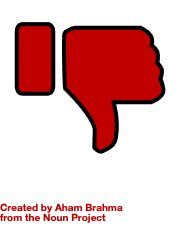 Created by Aham Brahma
from the Noun Project